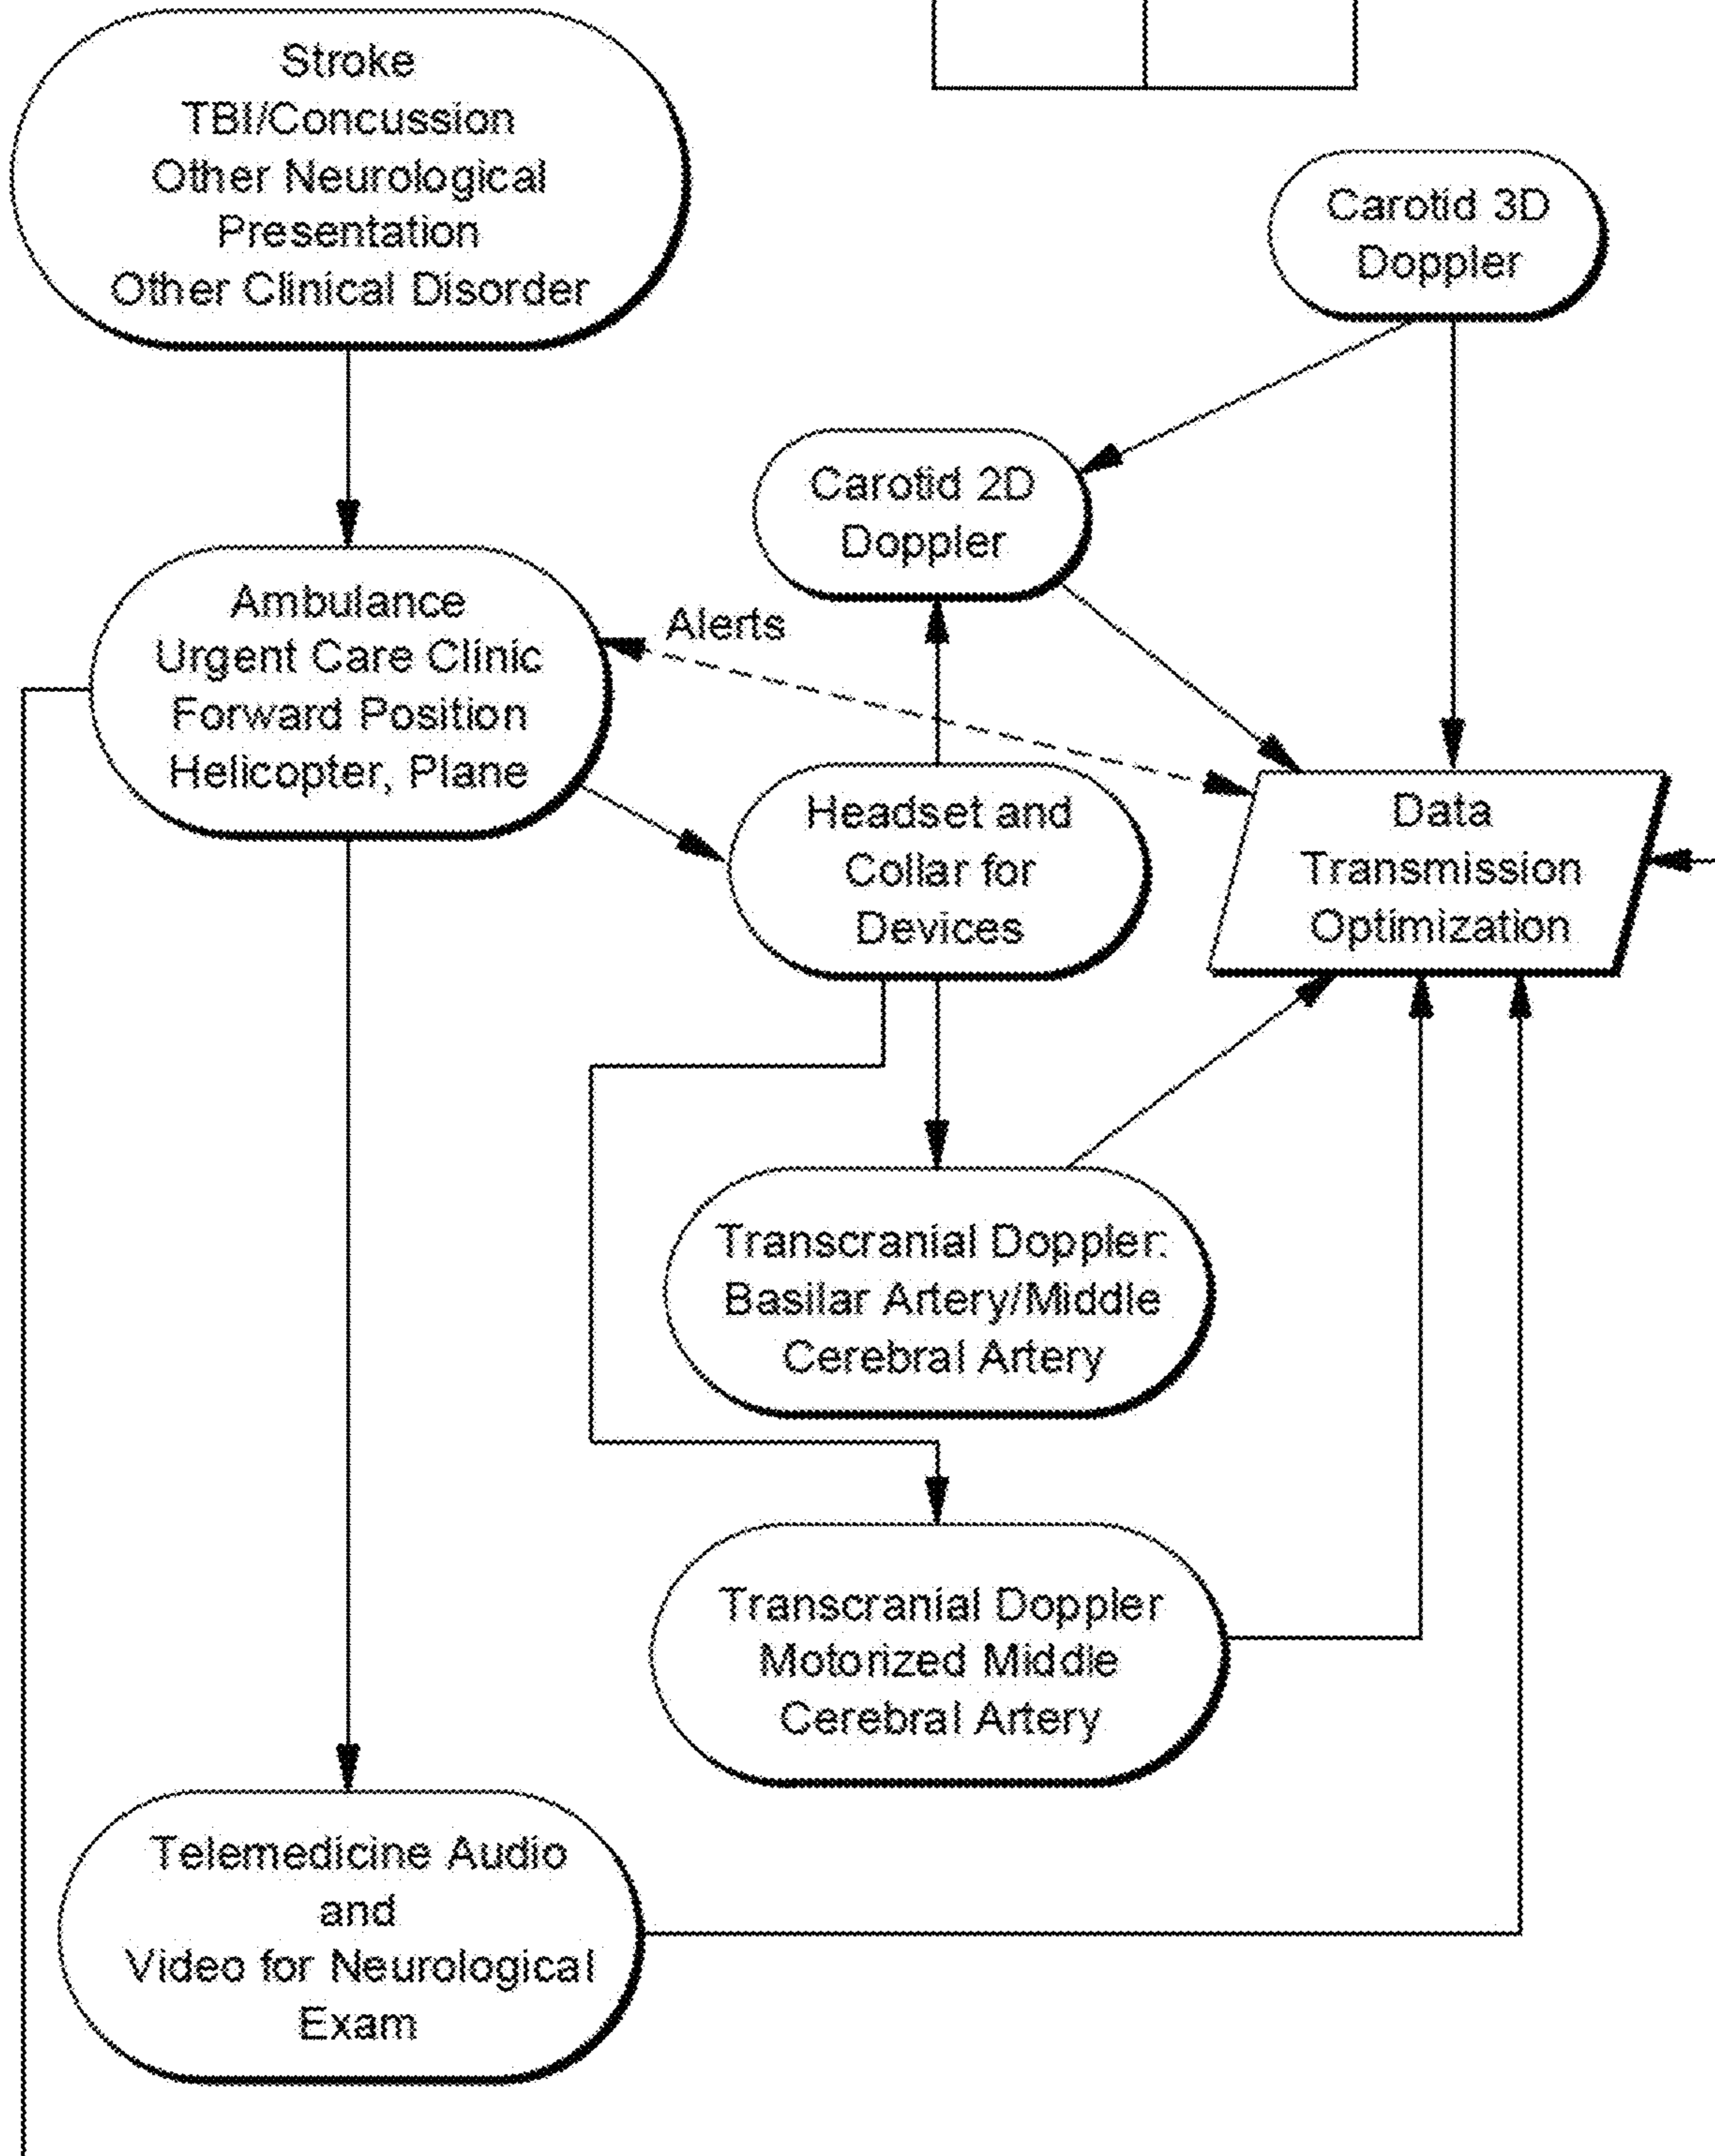 Stroke
TBI/Concussion
Other Neurological
Presentation
Other Clinical Disorder
Carotid 3D
Doppler
Carotid 2D
Doppler
Ambulance
Urgent Care Clinic
Forward Position
Helicopter, Plane
Alerts
Headset and
Collar for
Devices
Data
Transmission
Optimization
Transcranial Doppler:
Basilar Artery/Middle
Cerebral Artery
Transcranial Doppler
Motorized Middle
Cerebral Artery
Telemedicine Audio
and
Video for Neurological
Exam